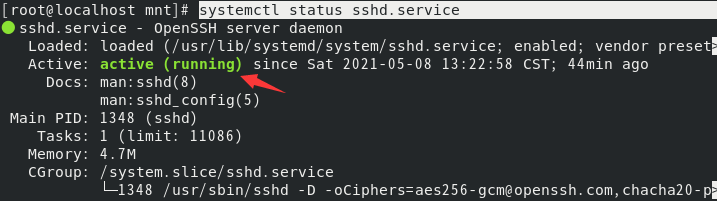 [root@localhost mnt]# systemctl status sshd.service
● sshd.service - OpenSSH server daemon
Loaded: loaded (/usr/lib/systemd/system/sshd.service; enabled; vendor preset>
Active: active (running) since Sat 2021-05-08 13:22:58 CST; 44min ago
Docs: man:sshd(8)
man:sshd_config(5)
Main PID: 1348 (sshd)
Tasks: 1 (limit: 11086)
Memory: 4.7M
CGroup: /system.slice/sshd.service
└─1348 /usr/sbin/sshd -D -oCiphers=aes256-gcm@openssh.com,chacha20-p>